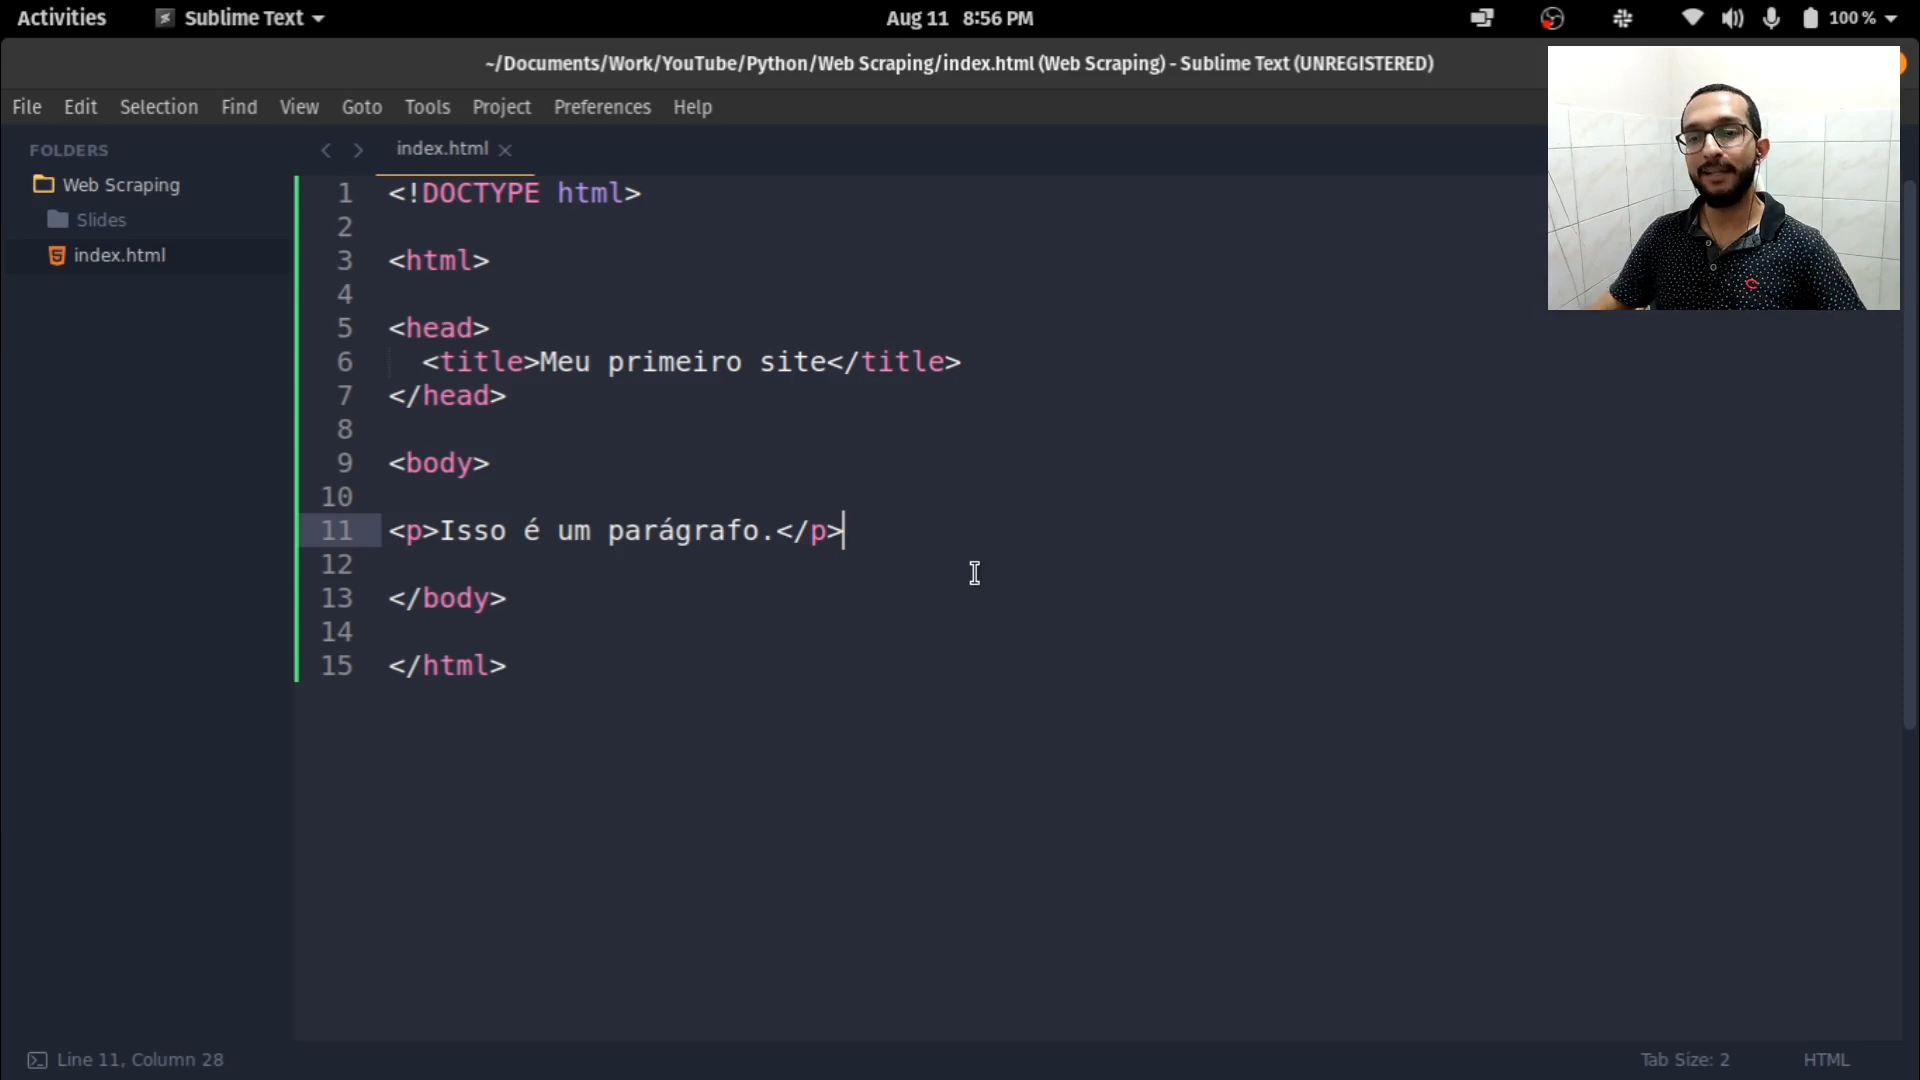 Activities Sublime Text Aug 11 8:56 PM 100 %
~/Documents/Work/YouTube/Python/Web Scraping/index.html (Web Scraping) - Sublime Text (UNREGISTERED)
File Edit Selection Find View Goto Tools Project Preferences Help
FOLDERS
Web Scraping
Slides
index.html
index.html
1 <!DOCTYPE html>
2
3 <html>
4
5 <head>
6 <title>Meu primeiro site</title>
7 </head>
8
9 <body>
10
11 <p>Isso é um parágrafo.</p>
12
13 </body>
14
15 </html>
Line 11, Column 28 Tab Size: 2 HTML